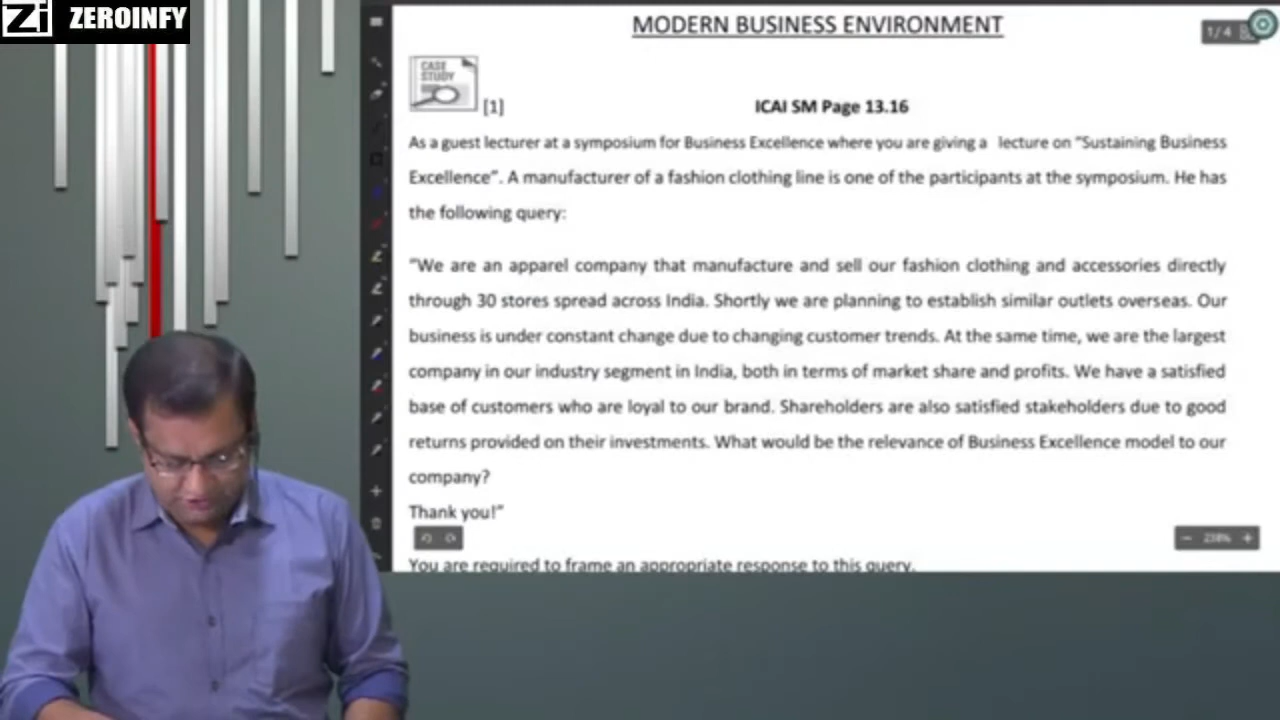 Zi ZEROINFY
MODERN BUSINESS ENVIRONMENT
1/4
CASE
STUDY
[1]
ICAI SM Page 13.16
As a guest lecturer at a symposium for Business Excellence where you are giving a lecture on “Sustaining Business
Excellence”. A manufacturer of a fashion clothing line is one of the participants at the symposium. He has
the following query:
“We are an apparel company that manufacture and sell our fashion clothing and accessories directly
through 30 stores spread across India. Shortly we are planning to establish similar outlets overseas. Our
business is under constant change due to changing customer trends. At the same time, we are the largest
company in our industry segment in India, both in terms of market share and profits. We have a satisfied
base of customers who are loyal to our brand. Shareholders are also satisfied stakeholders due to good
returns provided on their investments. What would be the relevance of Business Excellence model to our
company?
Thank you!”
238%
You are required to frame an appropriate response to this query.